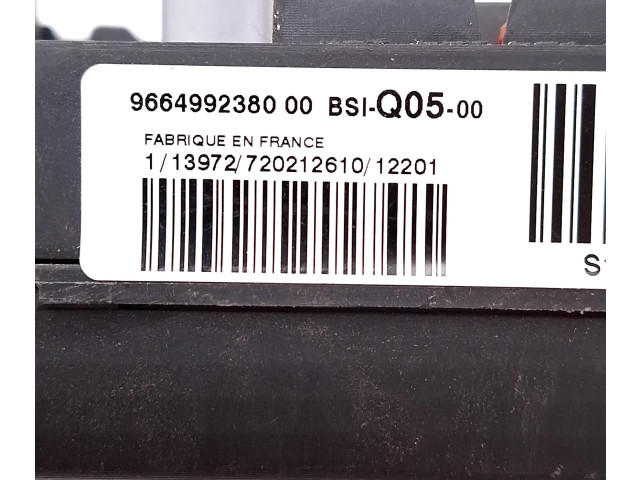 9664992380 00 BSI-Q05-00
FABRIQUE EN FRANCE
1/13972/720212610/12201